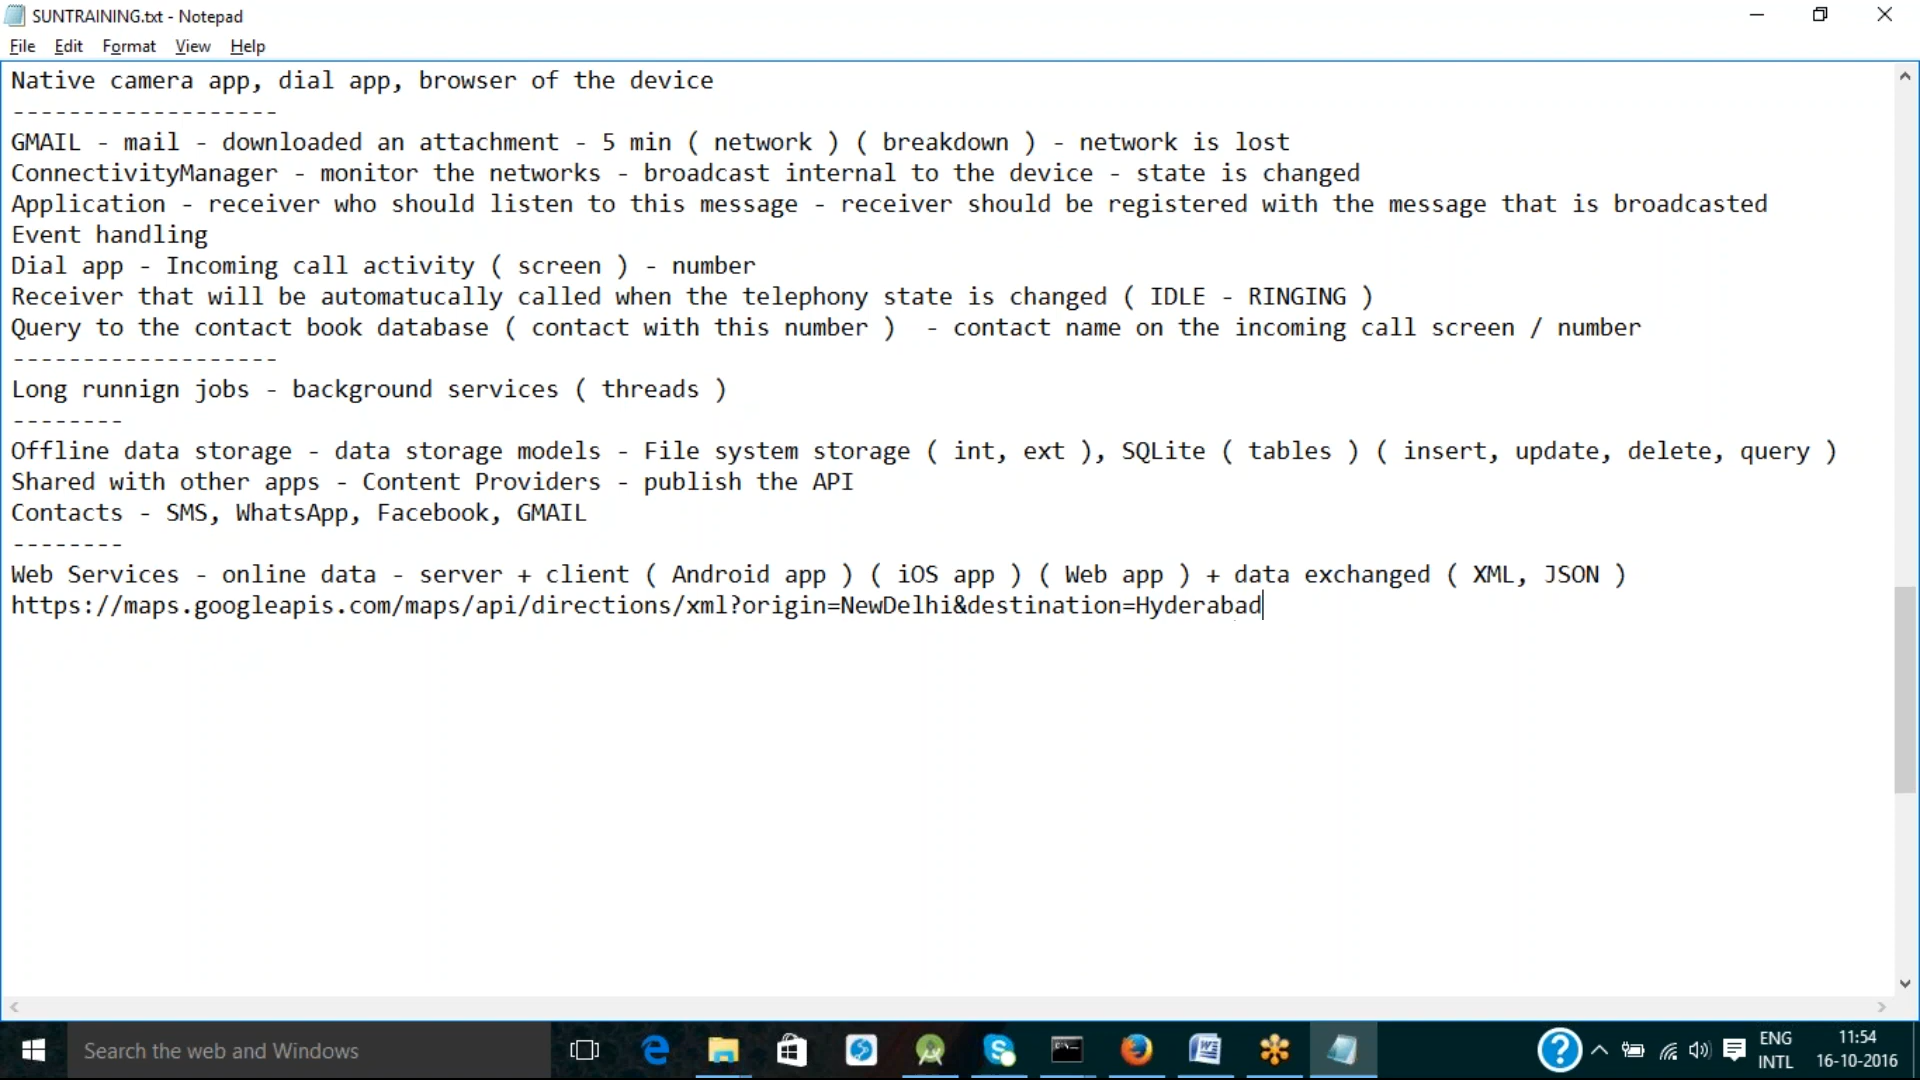 SUNTRAINING.txt - Notepad
File Edit Format View Help
Native camera app, dial app, browser of the device
-------------------
GMAIL - mail - downloaded an attachment - 5 min ( network ) ( breakdown ) - network is lost
ConnectivityManager - monitor the networks - broadcast internal to the device - state is changed
Application - receiver who should listen to this message - receiver should be registered with the message that is broadcasted
Event handling
Dial app - Incoming call activity ( screen ) - number
Receiver that will be automatucally called when the telephony state is changed ( IDLE - RINGING )
Query to the contact book database ( contact with this number )  - contact name on the incoming call screen / number
-------------------
Long runnign jobs - background services ( threads )
--------
Offline data storage - data storage models - File system storage ( int, ext ), SQLite ( tables ) ( insert, update, delete, query )
Shared with other apps - Content Providers - publish the API
Contacts - SMS, WhatsApp, Facebook, GMAIL
--------
Web Services - online data - server + client ( Android app ) ( iOS app ) ( Web app ) + data exchanged ( XML, JSON )
https://maps.googleapis.com/maps/api/directions/xml?origin=NewDelhi&destination=Hyderabad
Search the web and Windows
ENG 11:54
INTL 16-10-2016